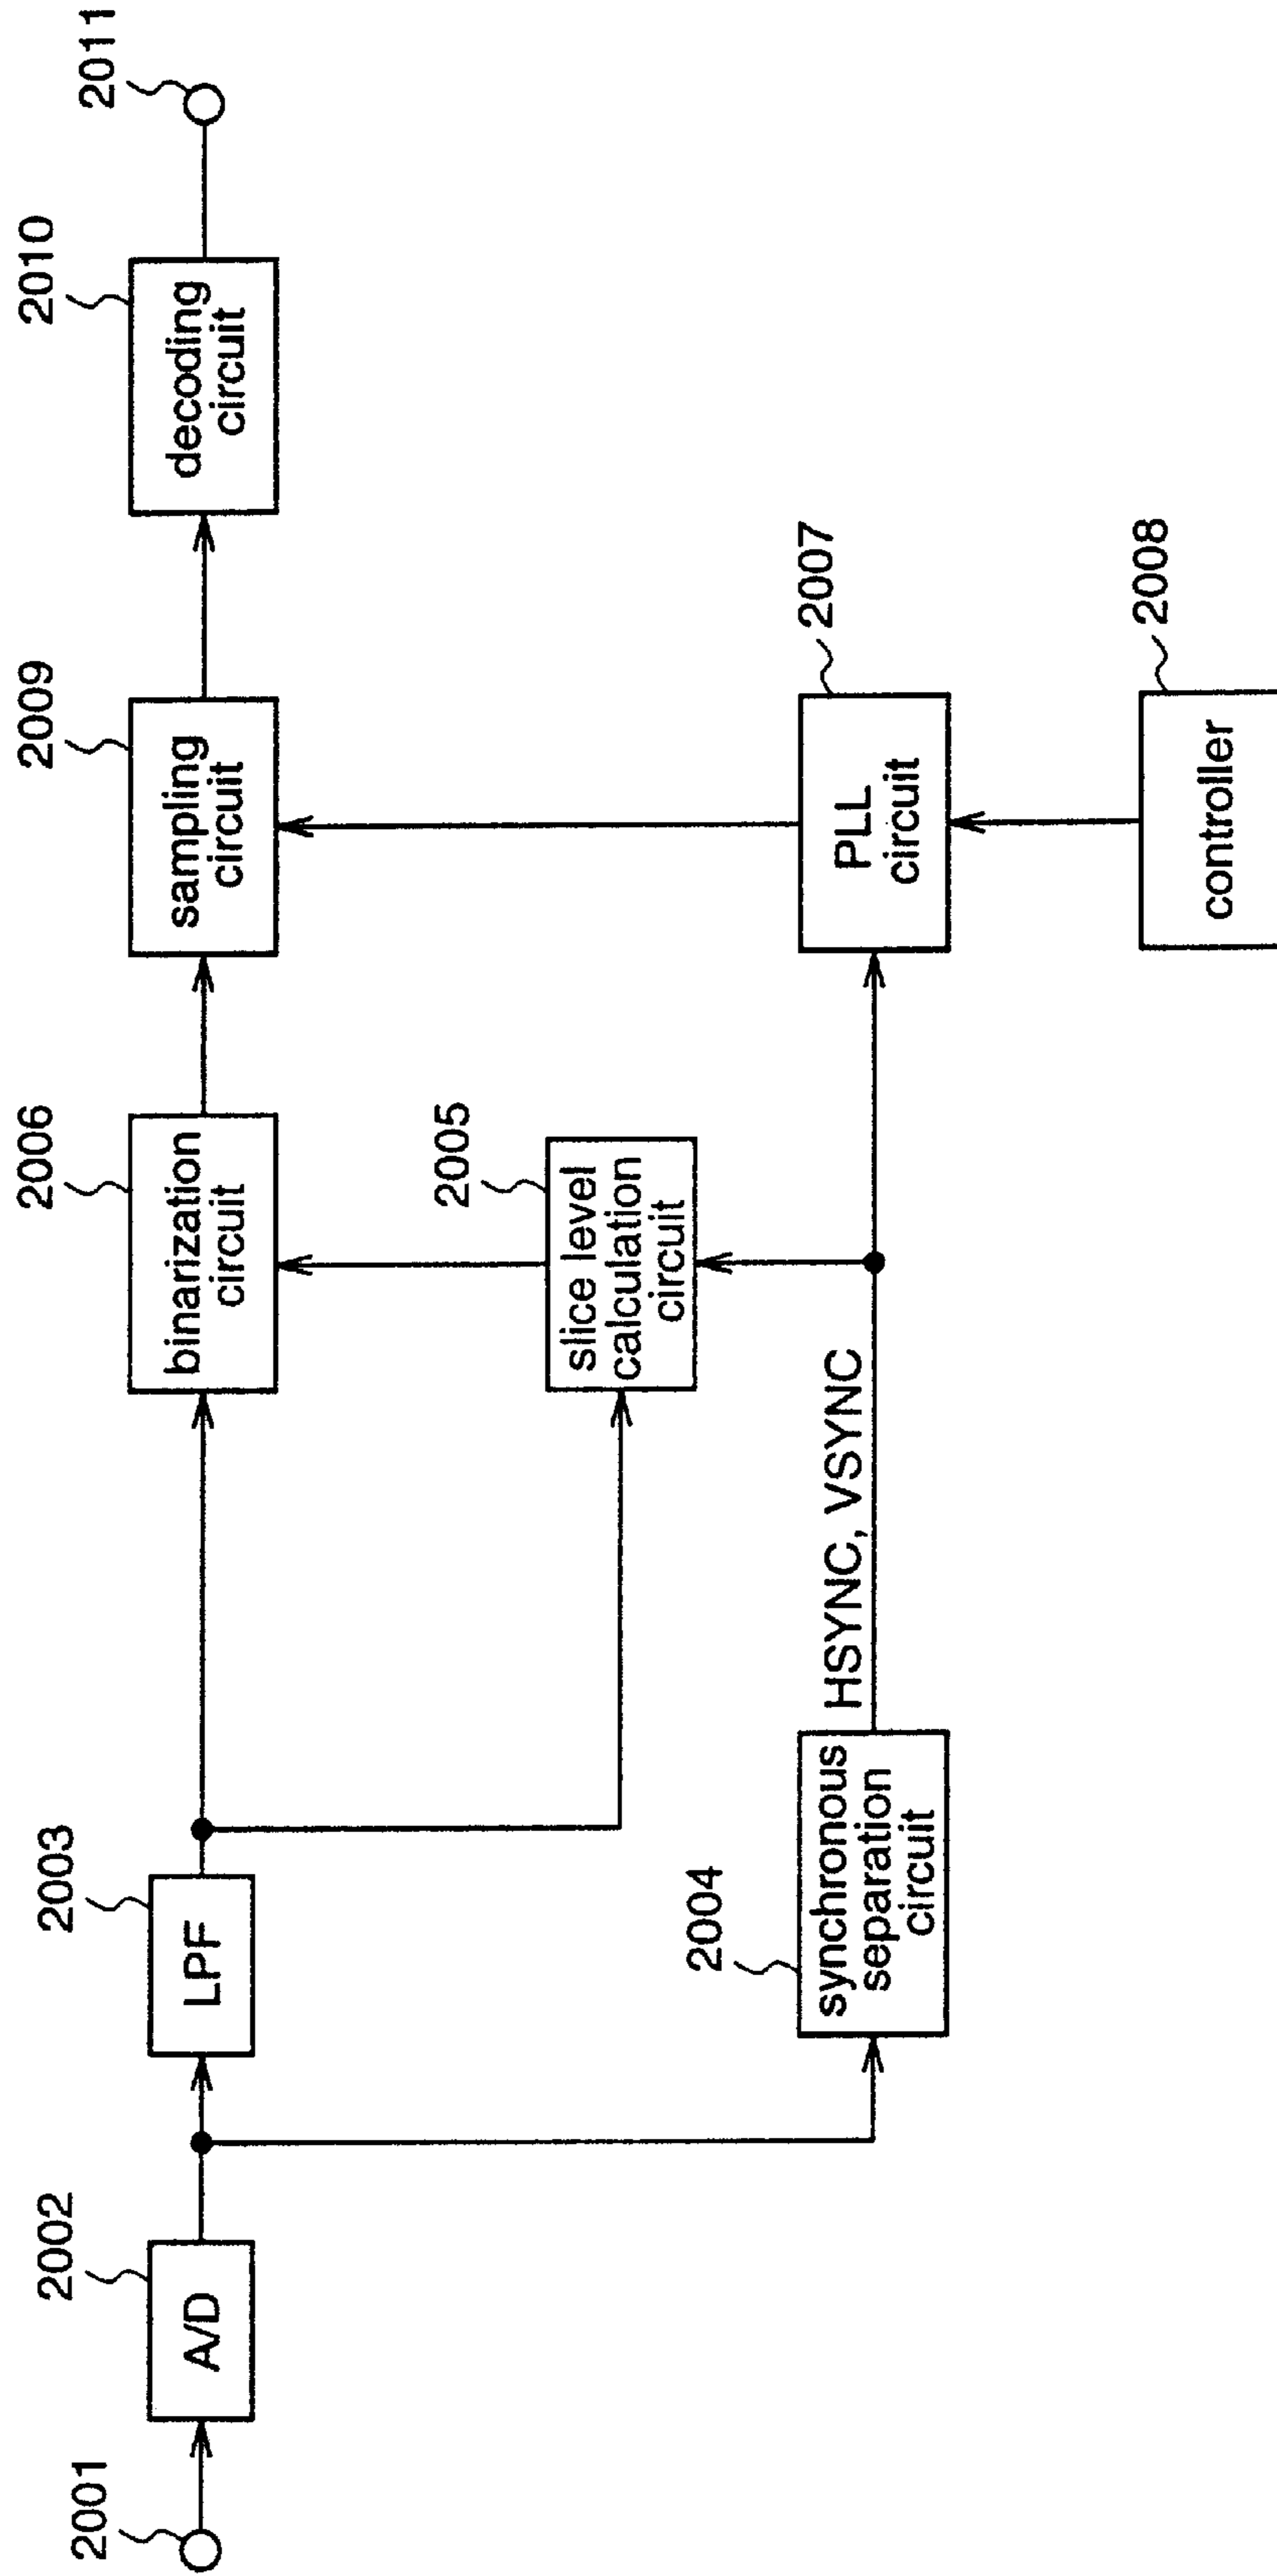 2001
2002
A/D
2003
LPF
2004
synchronous
separation
circuit
HSYNC, VSYNC
2005
slice level
calculation
circuit
2006
binarization
circuit
2007
PLL
circuit
2008
controller
2009
sampling
circuit
2010
decoding
circuit
2011